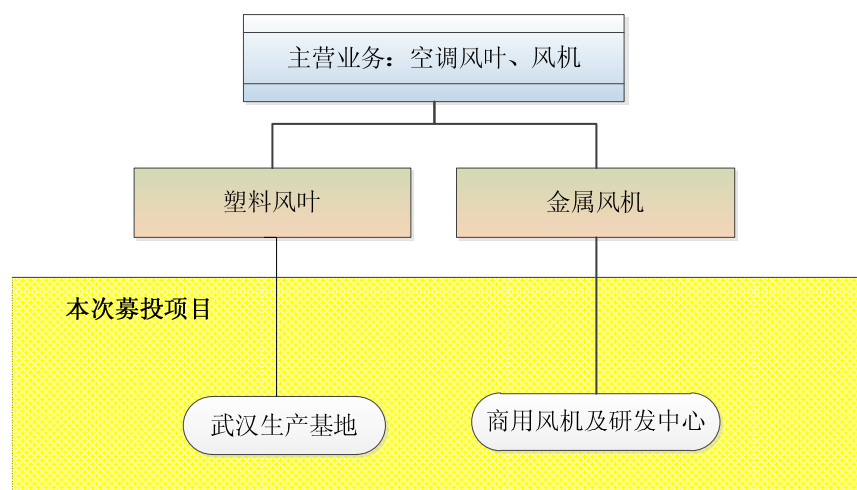 主营业务：空调风叶、风机
塑料风叶
金属风机
本次募投项目
武汉生产基地
商用风机及研发中心